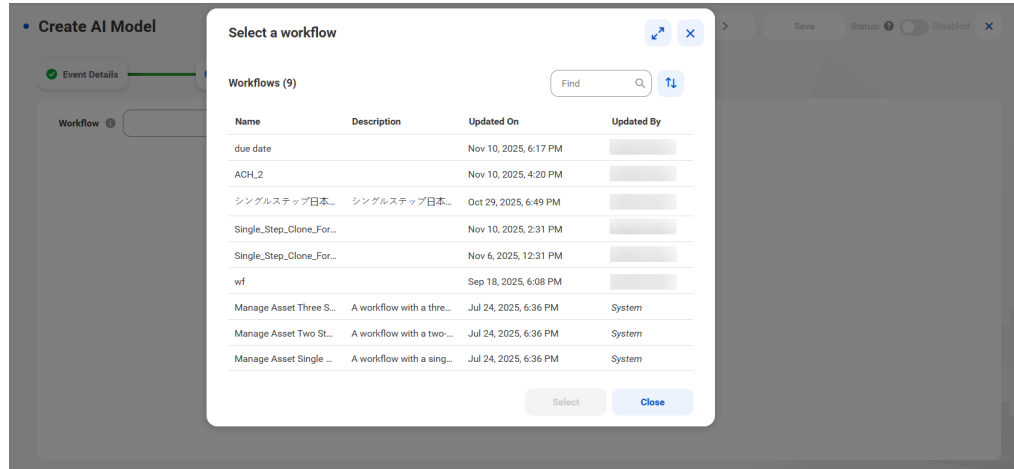 Create AI Model
Save
Status:
Disabled
Event Details
Workflow
Select a workflow
Workflows (9)
Find
Name Description Updated On Updated By
due date Nov 10, 2025, 6:17 PM
ACH_2 Nov 10, 2025, 4:20 PM
シングルステップ日本... シングルステップ日本... Oct 29, 2025, 6:49 PM
Single_Step_Clone_For... Nov 10, 2025, 2:31 PM
Single_Step_Clone_For... Nov 6, 2025, 12:31 PM
wf Sep 18, 2025, 6:08 PM
Manage Asset Three S... A workflow with a thre... Jul 24, 2025, 6:36 PM System
Manage Asset Two St... A workflow with a two-... Jul 24, 2025, 6:36 PM System
Manage Asset Single ... A workflow with a sing... Jul 24, 2025, 6:36 PM System
Select Close